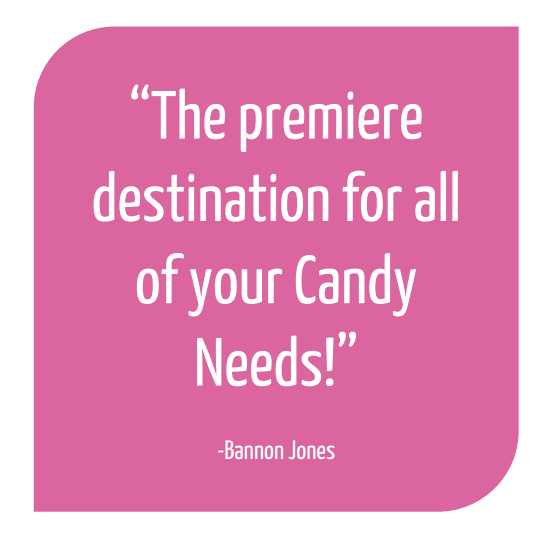 “The premiere
destination for all
of your Candy
Needs!”
-Bannon Jones